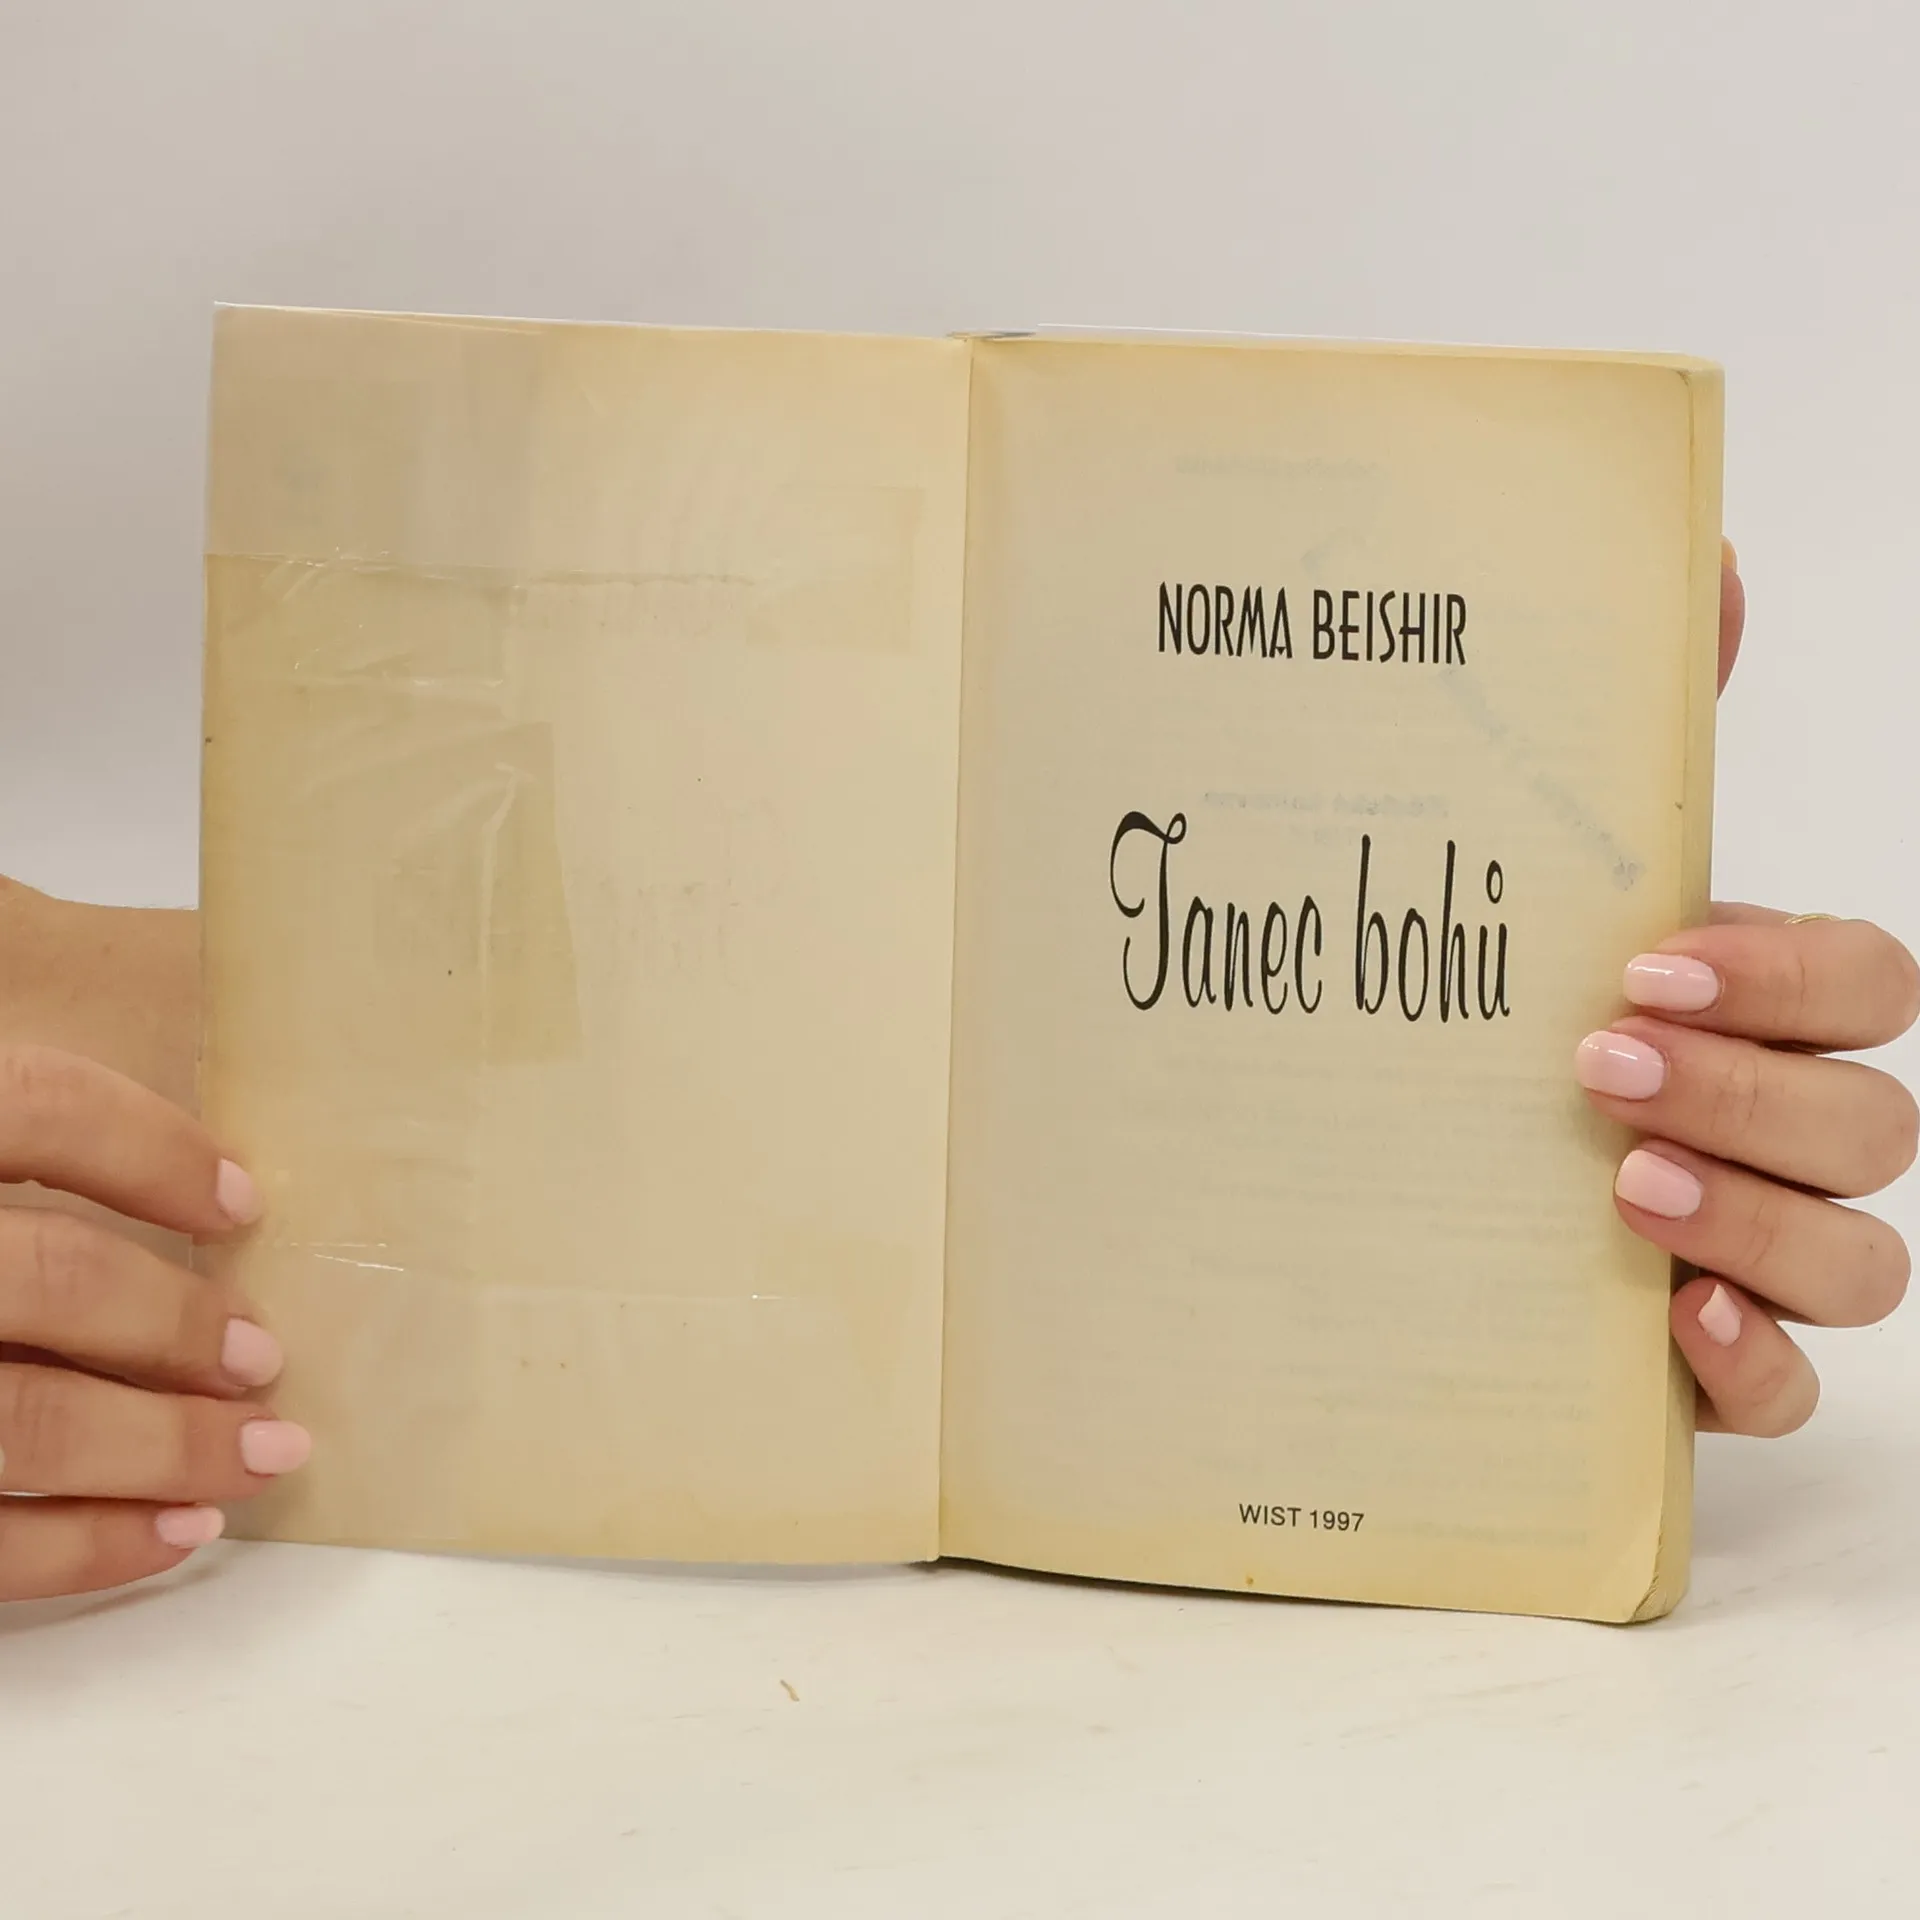 NORMA BEISHIR
Tanec bohů
WIST 1997